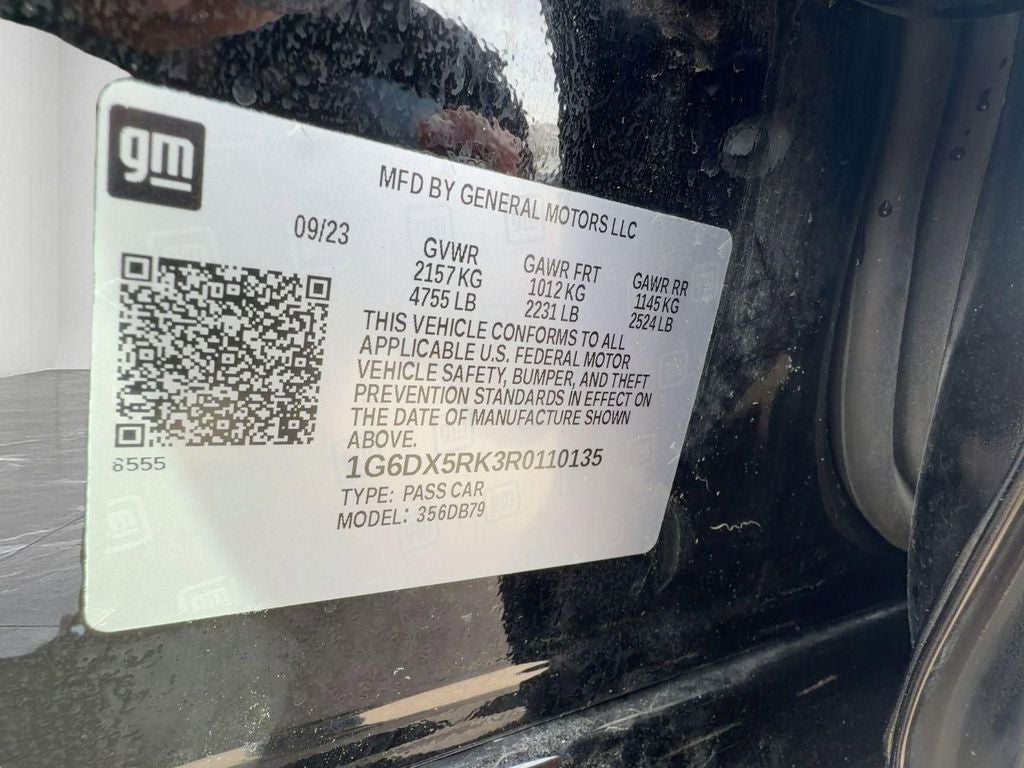 gm
MFD BY GENERAL MOTORS LLC
09/23
GVWR GAWR FRT GAWR RR
2157 KG 1012 KG 1145 KG
4755 LB 2231 LB 2524 LB
THIS VEHICLE CONFORMS TO ALL
APPLICABLE U.S. FEDERAL MOTOR
VEHICLE SAFETY, BUMPER, AND THEFT
PREVENTION STANDARDS IN EFFECT ON
THE DATE OF MANUFACTURE SHOWN
ABOVE.
8555
1G6DX5RK3R0110135
TYPE: PASS CAR
MODEL: 356DB79